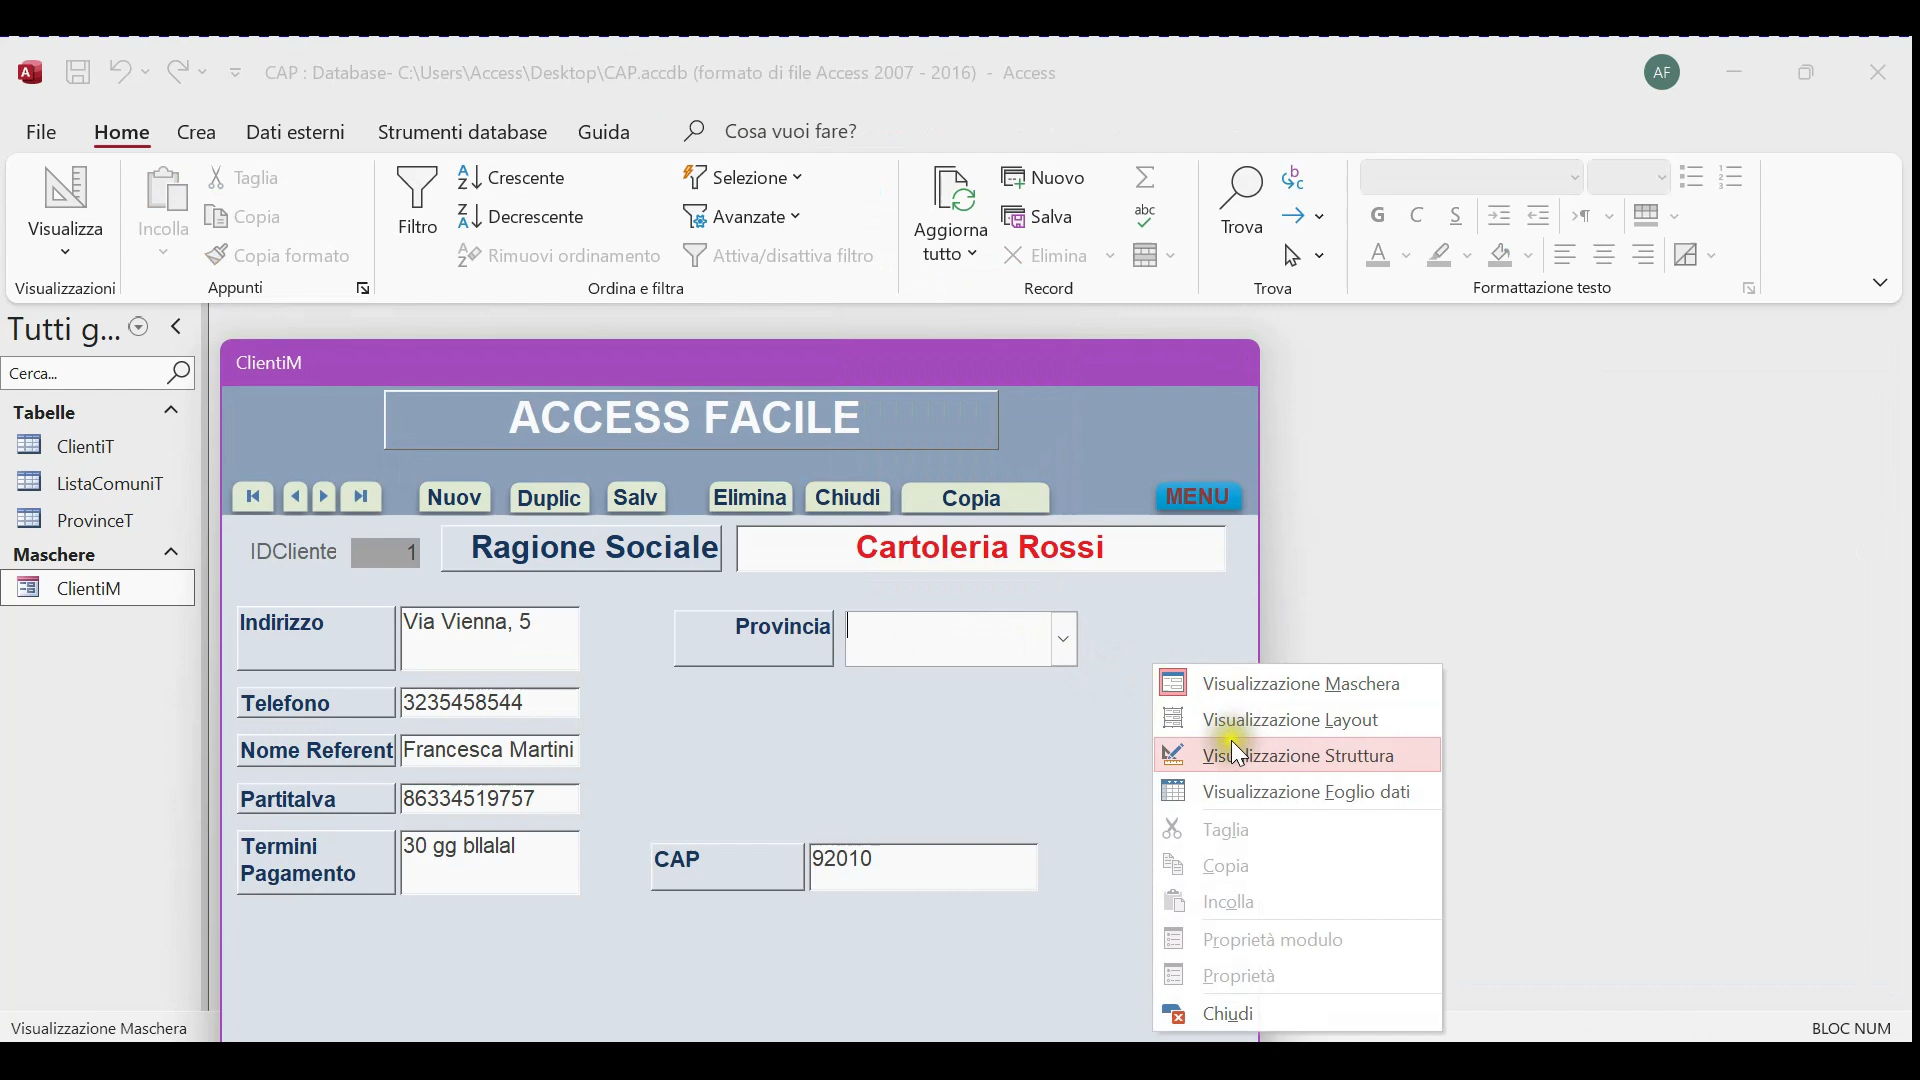 CAP : Database- C:\Users\Access\Desktop\CAP.accdb (formato di file Access 2007 - 2016) - Access
AF
File Home Crea Dati esterni Strumenti database Guida Cosa vuoi fare?
Visualizza
Visualizzazioni
Incolla
Taglia
Copia
Copia formato
Appunti
Filtro
Crescente
Decrescente
Rimuovi ordinamento
Selezione
Avanzate
Attiva/disattiva filtro
Ordina e filtra
Aggiorna
tutto
Nuovo
Salva
Elimina
Record
Trova
Trova
G C S
Formattazione testo
Tutti g...
Cerca...
Tabelle
ClientiT
ListaComuniT
ProvinceT
Maschere
ClientiM
ClientiM
ACCESS FACILE
Nuov Duplic Salv Elimina Chiudi Copia MENU
IDCliente 1 Ragione Sociale Cartoleria Rossi
Indirizzo Via Vienna, 5 Provincia
Telefono 3235458544
Nome Referent Francesca Martini
PartitaIva 86334519757
Termini
Pagamento
30 gg bllalal
CAP 92010
Visualizzazione Maschera
Visualizzazione Layout
Visualizzazione Struttura
Visualizzazione Foglio dati
Taglia
Copia
Incolla
Proprietà modulo
Proprietà
Chiudi
Visualizzazione Maschera BLOC NUM